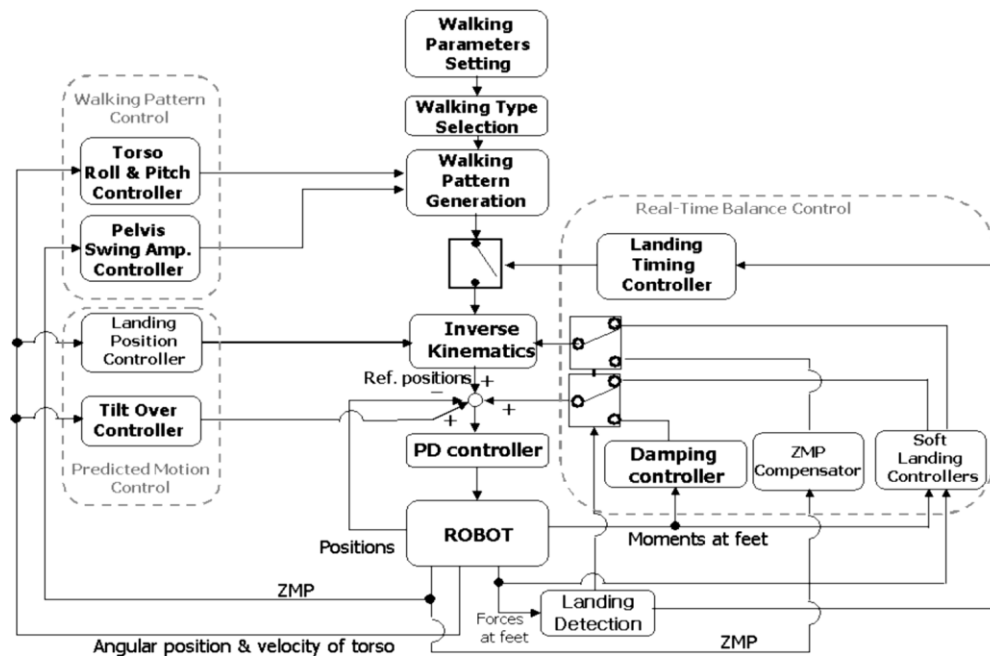 Walking
Parameters
Setting
Walking Pattern
Control
Walking Type
Selection
Torso
Roll & Pitch
Controller
Walking
Pattern
Generation
Real-Time Balance Control
Pelvis
Swing Amp.
Controller
Landing
Timing
Controller
Landing
Position
Controller
Inverse
Kinematics
Ref. positions
+
−
+
+
Tilt Over
Controller
PD controller
Damping
controller
ZMP
Compensator
Soft
Landing
Controllers
Predicted Motion
Control
Positions
ROBOT
Moments at feet
ZMP
Forces
at feet
Landing
Detection
Angular position & velocity of torso
ZMP